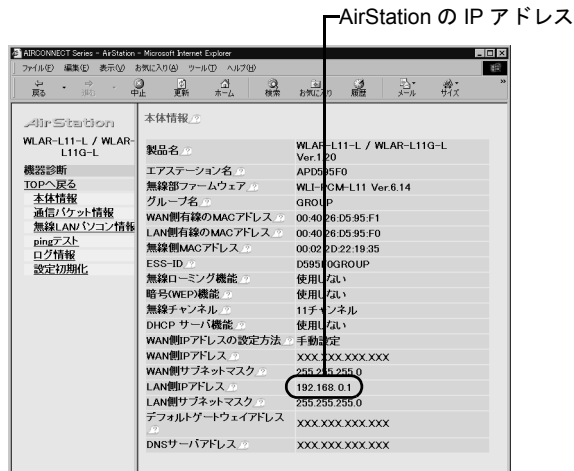 AirStation の IP アドレス
AIRCONNECT Series - AirStation - Microsoft Internet Explorer
ファイル(F) 編集(E) 表示(V) お気に入り(A) ツール(T) ヘルプ(H)
戻る 進む 中止 更新 ホーム 検索 お気に入り 履歴 メール サイズ »
AirStation
WLAR-L11-L / WLAR-L11G-L
機器診断
TOPへ戻る
本体情報
通信パケット情報
無線LANパソコン情報
pingテスト
ログ情報
設定初期化
本体情報
製品名 WLAR-L11-L / WLAR-L11G-L
Ver.1.20
エアステーション名 APD595F0
無線部ファームウェア WLI-PCM-L11 Ver.6.14
グループ名 GROUP
WAN側有線のMACアドレス 00:40:26:D5:95:F1
LAN側有線のMACアドレス 00:40:26:D5:95:F0
無線側MACアドレス 00:02:2D:22:19:35
ESS-ID D595F0GROUP
無線ローミング機能 使用しない
暗号(WEP)機能 使用しない
無線チャンネル 11チャンネル
DHCP サーバ機能 使用しない
WAN側IPアドレスの設定方法 手動設定
WAN側IPアドレス XXX.XXX.XXX.XXX
WAN側サブネットマスク 255.255.255.0
LAN側IPアドレス 192.168.0.1
LAN側サブネットマスク 255.255.255.0
デフォルトゲートウェイアドレス XXX.XXX.XXX.XXX
DNSサーバアドレス XXX.XXX.XXX.XXX